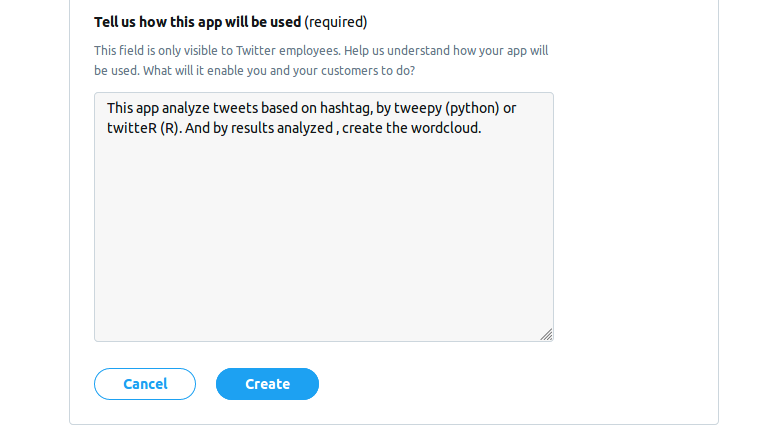 Tell us how this app will be used (required)
This field is only visible to Twitter employees. Help us understand how your app will
be used. What will it enable you and your customers to do?
This app analyze tweets based on hashtag, by tweepy (python) or
twitteR (R). And by results analyzed , create the wordcloud.
Cancel
Create